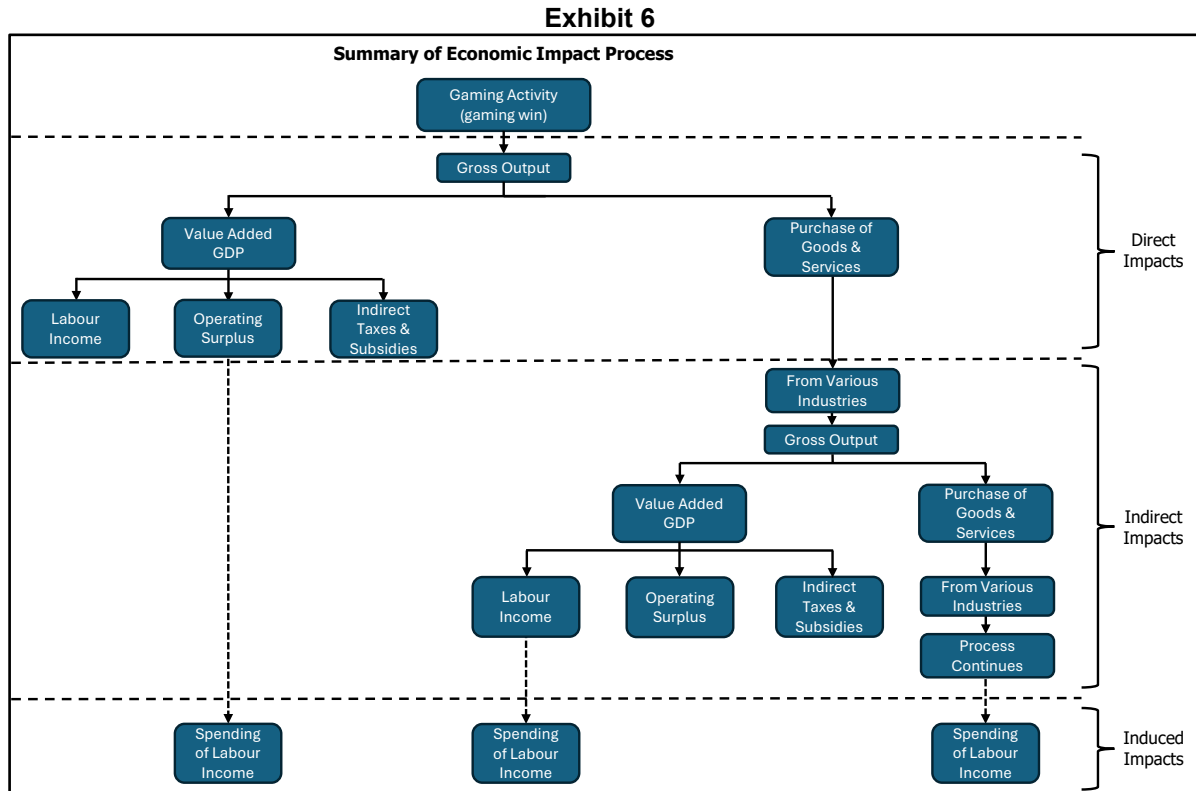 Exhibit 6
Summary of Economic Impact Process
Gaming Activity
(gaming win)
Gross Output
Value Added
GDP
Purchase of
Goods &
Services
Direct
Impacts
Labour
Income
Operating
Surplus
Indirect
Taxes &
Subsidies
From Various
Industries
Gross Output
Value Added
GDP
Purchase of
Goods &
Services
Indirect
Impacts
Labour
Income
Operating
Surplus
Indirect
Taxes &
Subsidies
From Various
Industries
Process
Continues
Spending
of Labour
Income
Spending
of Labour
Income
Spending
of Labour
Income
Induced
Impacts